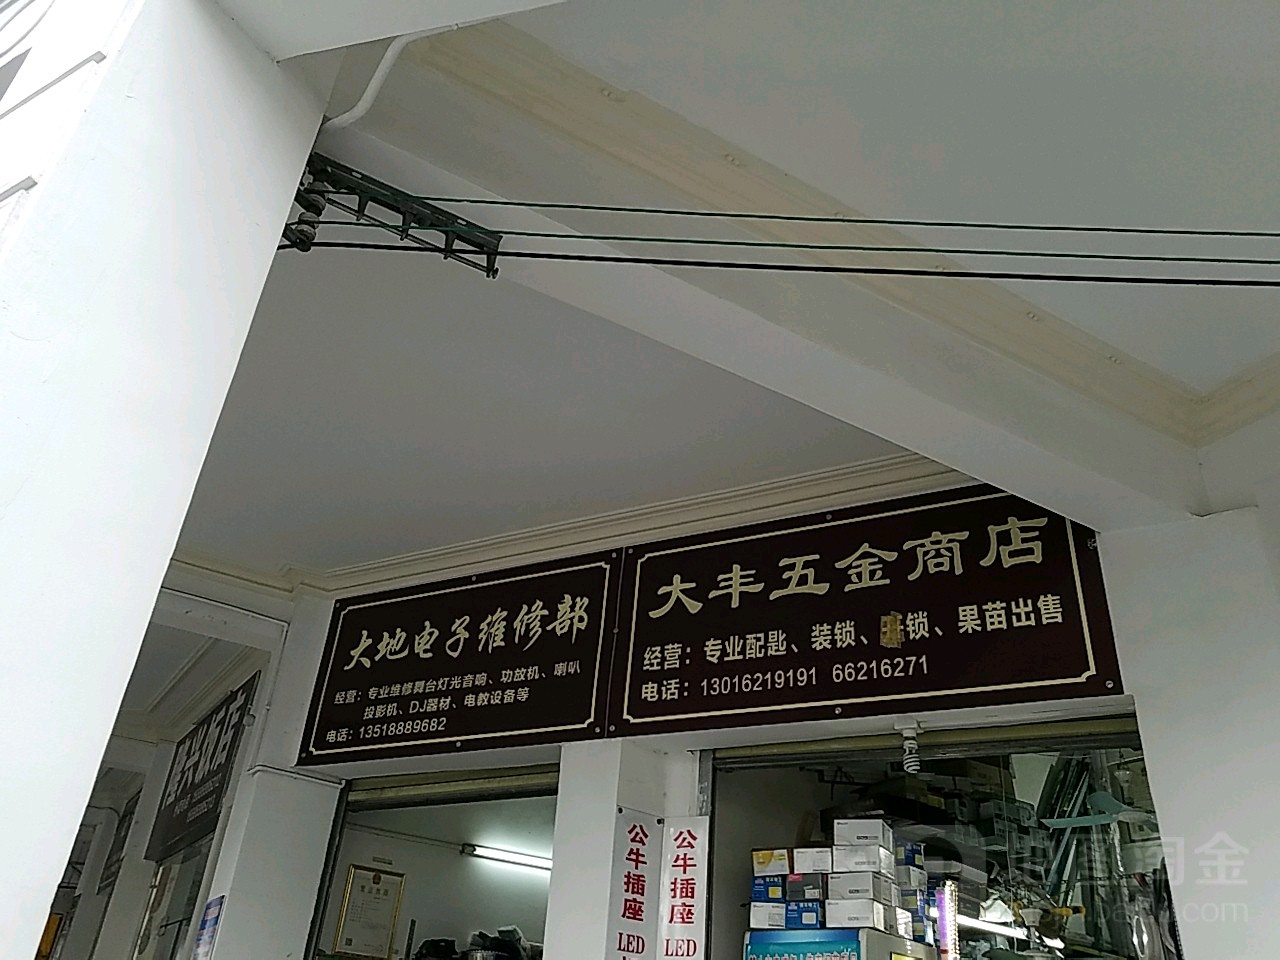 大地电子维修部
经营：专业维修舞台灯光音响、功放机、喇叭
投影机、DJ器材、电教设备等
电话：13518889682
大丰五金商店
经营：专业配匙、装锁、锁、果苗出售
电话：13016219191 66216271
公牛插座
LED
公牛插座
LED
饭店